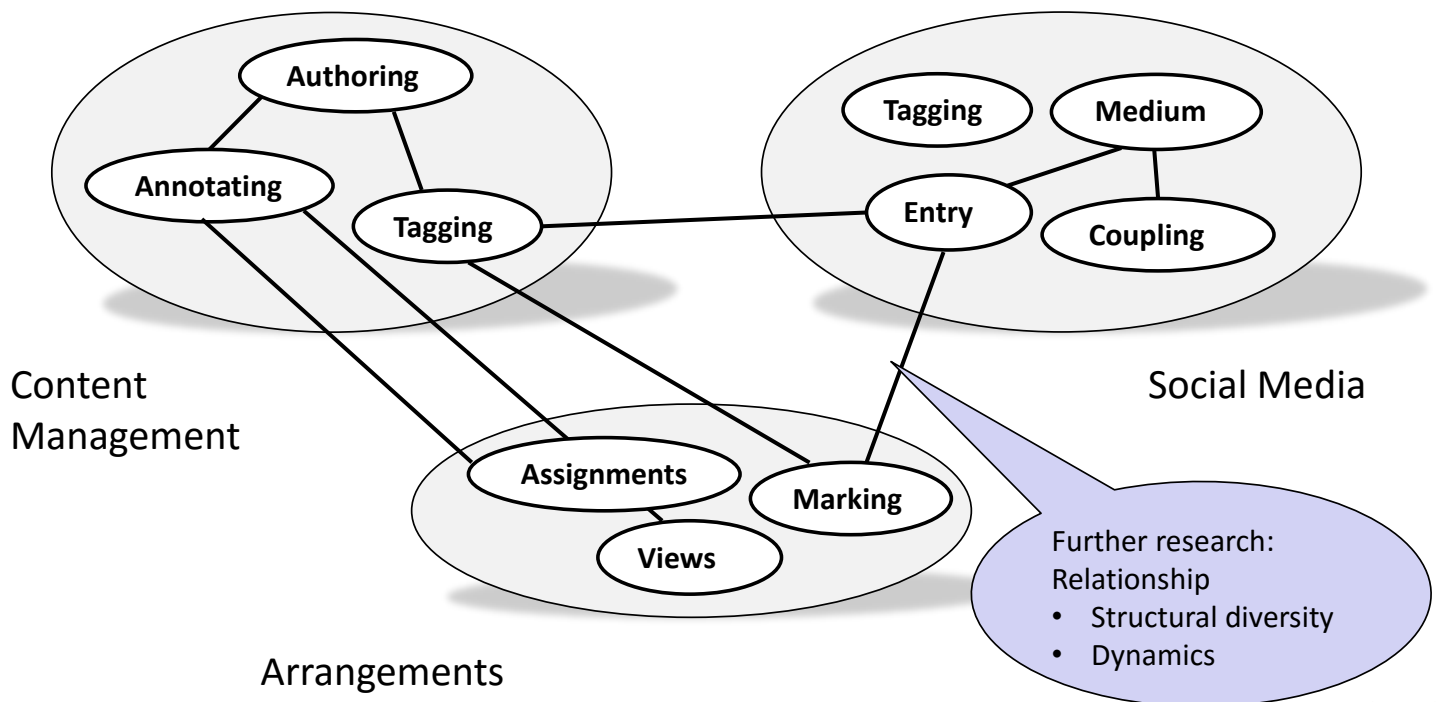 Authoring
Annotating
Tagging
Tagging
Medium
Entry
Coupling
Content
Management
Social Media
Assignments
Marking
Views
Arrangements
Further research:
Relationship
• Structural diversity
• Dynamics